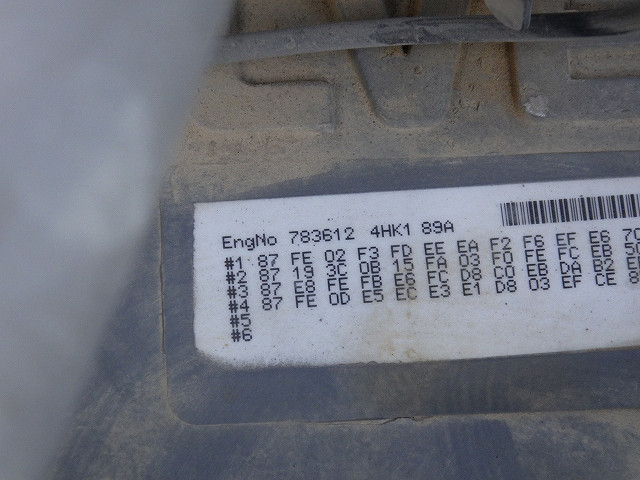 EngNo 783612 4HK1 89A
#1 87 FE 02 F3 FD EE EA F2 F6 EF E6 70
#2 87 19 3C 0B 15 FA 03 F0 FE FC EB 50
#3 87 E8 FE FB E6 FC D8 C0 EB DA B2
#4 87 FE 0D E5 EC E3 E1 D8 03 EF CE
#5
#6